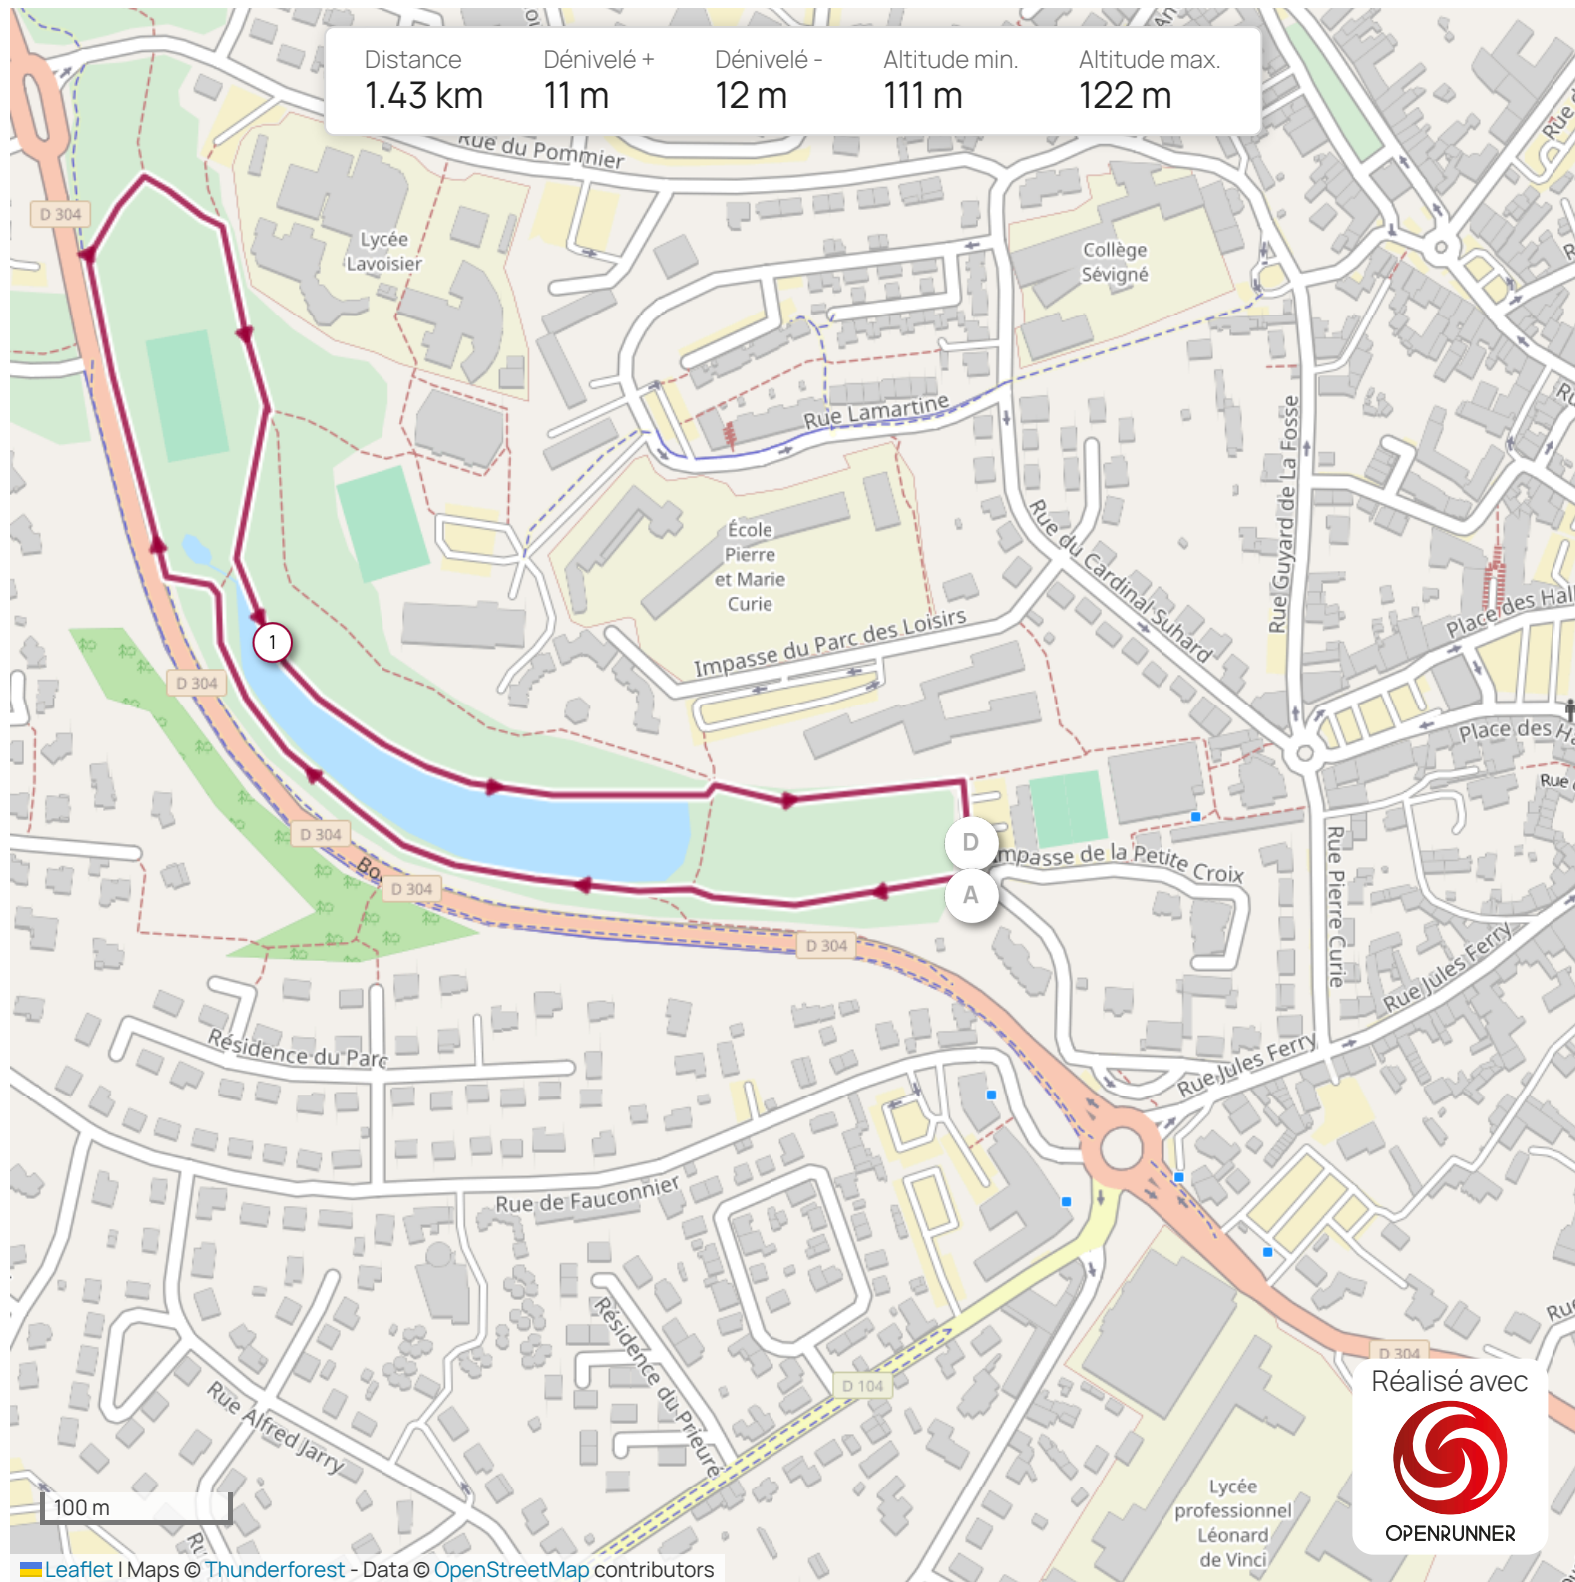 Distance
1.43 km
Dénivelé +
11 m
Dénivelé -
12 m
Altitude min.
111 m
Altitude max.
122 m
Rue du Pommier
D 304
Lycée
Lavoisier
Collège
Sévigné
Rue Lamartine
Rue Guyard de La Fosse
Rue du Cardinal Suhard
École
Pierre
et Marie
Curie
Impasse du Parc des Loisirs
Place des Hall
Place des Ha
1
D 304
D 304
D 304
D 304
D
A
Impasse de la Petite Croix
Rue Pierre Curie
Rue Jules Ferry
Rue Jules Ferry
Résidence du Parc
Rue de Fauconnier
Résidence du Prieuré
Rue Alfred Jarry
D 104
D 304
Lycée
professionnel
Léonard
de Vinci
Réalisé avec
OPENRUNNER
100 m
Leaflet | Maps © Thunderforest - Data © OpenStreetMap contributors